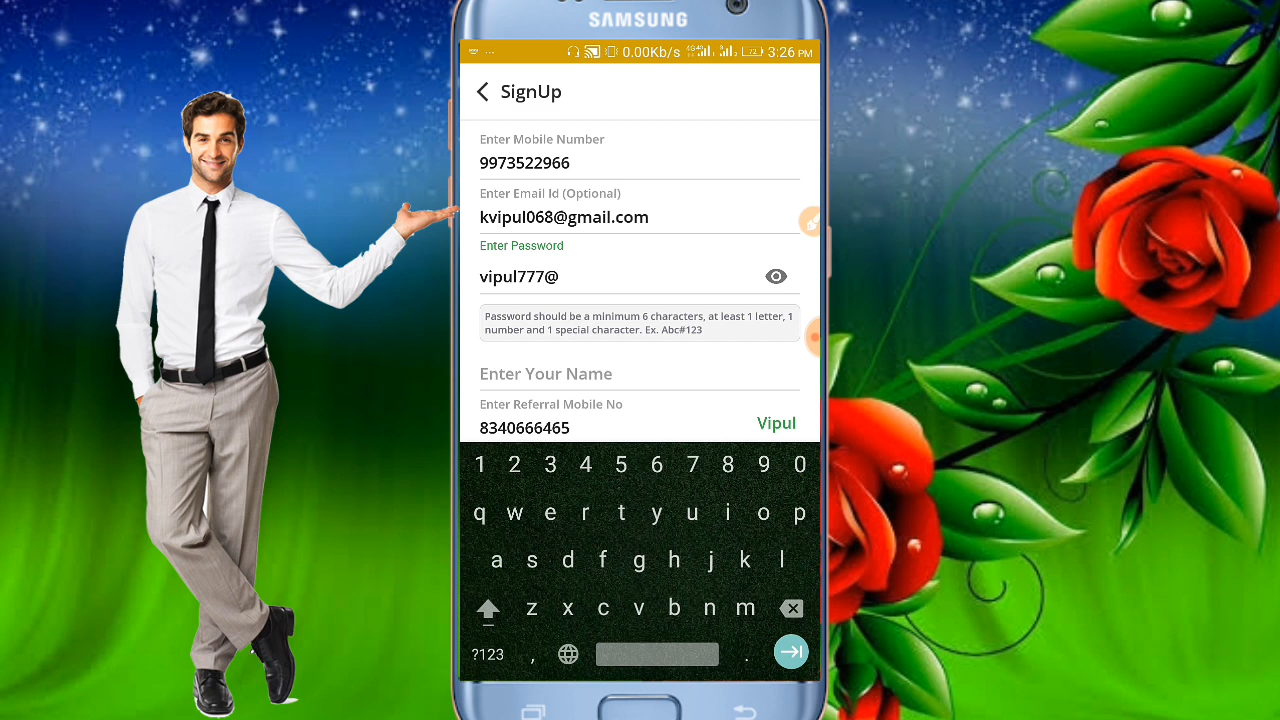 SAMSUNG
... 0.00Kb/s 4G 72 3:26 PM
SignUp
Enter Mobile Number
9973522966
Enter Email Id (Optional)
kvipul068@gmail.com
Enter Password
vipul777@
Password should be a minimum 6 characters, at least 1 letter, 1
number and 1 special character. Ex. Abc#123
Enter Your Name
Enter Referral Mobile No
8340666465 Vipul
1 2 3 4 5 6 7 8 9 0
q w e r t y u i o p
a s d f g h j k l
z x c v b n m
?123 , .